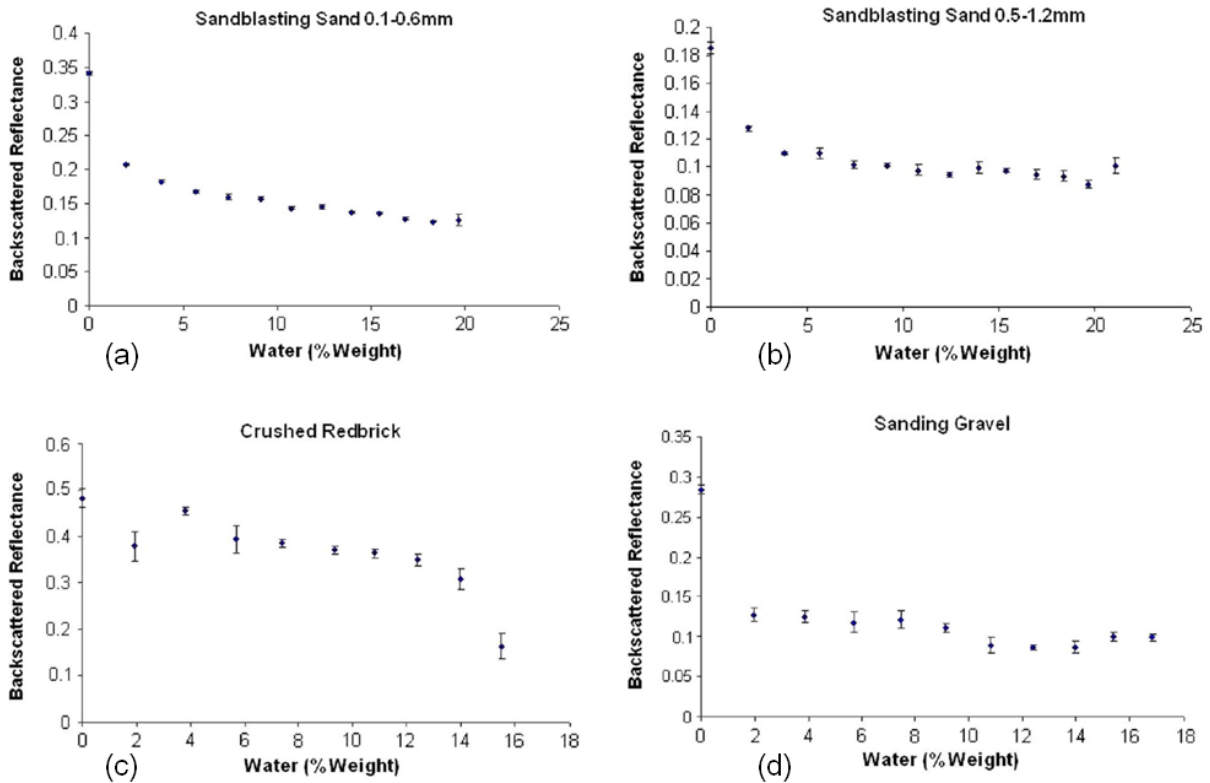 Sandblasting Sand 0.1-0.6mm
Backscattered Reflectance
0.4
0.35
0.3
0.25
0.2
0.15
0.1
0.05
0
0 5 10 15 20 25
(a) Water (%Weight)
Sandblasting Sand 0.5-1.2mm
Backscattered Reflectance
0.2
0.18
0.16
0.14
0.12
0.1
0.08
0.06
0.04
0.02
0
0 5 10 15 20 25
(b) Water (%Weight)
Crushed Redbrick
Backscattered Reflectance
0.6
0.5
0.4
0.3
0.2
0.1
0
0 2 4 6 8 10 12 14 16 18
(c) Water (%Weight)
Sanding Gravel
Backscattered Reflectance
0.35
0.3
0.25
0.2
0.15
0.1
0.05
0
0 2 4 6 8 10 12 14 16 18
Water (%Weight) (d)